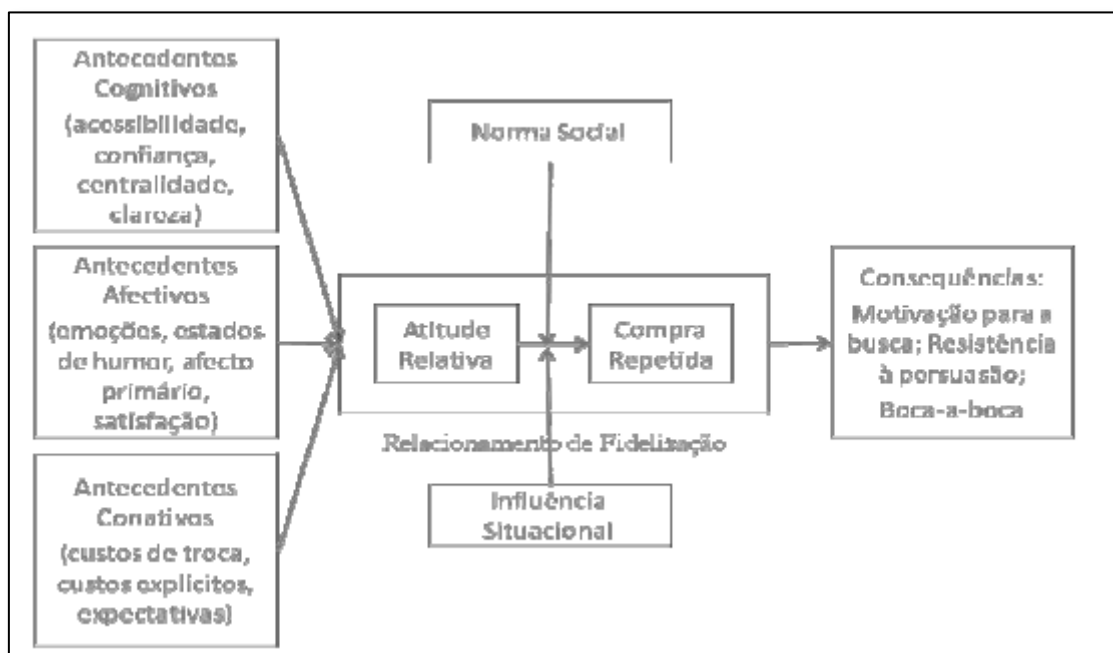 Antecedentes
Cognitivos
(acessibilidade,
confiança,
centralidade,
clareza)
Norma Social
Antecedentes
Afectivos
(emoções, estados
de humor, afecto
primário,
satisfação)
Atitude
Relativa
Compra
Repetida
Relacionamento de Fidelização
Influência
Situacional
Antecedentes
Conativos
(custos de troca,
custos explícitos,
expectativas)
Consequências:
Motivação para a
busca; Resistência
à persuasão;
Boca-a-boca